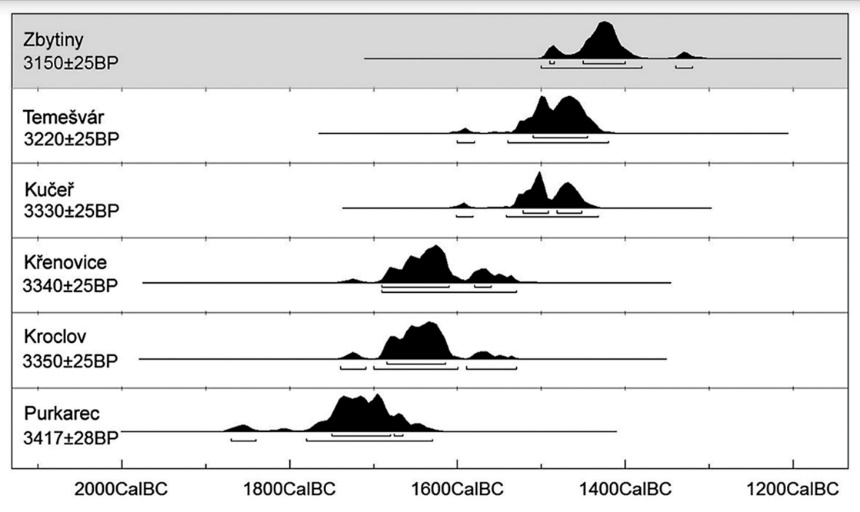 Zbytiny
3150±25BP
Temešvár
3220±25BP
Kučeř
3330±25BP
Křenovice
3340±25BP
Kroclov
3350±25BP
Purkarec
3417±28BP
2000CalBC 1800CalBC 1600CalBC 1400CalBC 1200CalBC